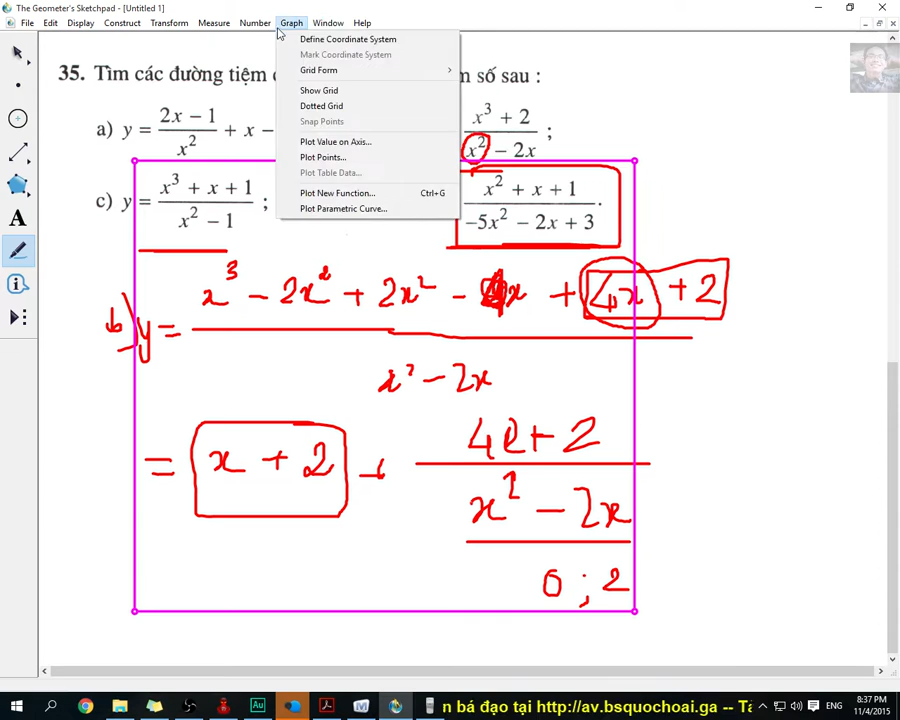 The Geometer's Sketchpad - [Untitled 1]
File Edit Display Construct Transform Measure Number Graph Window Help
Define Coordinate System
Mark Coordinate System
Grid Form
Show Grid
Dotted Grid
Snap Points
Plot Value on Axis...
Plot Points...
Plot Table Data...
Plot New Function... Ctrl+G
Plot Parametric Curve...
35. Tìm các đường tiệm m số sau :
a) y = (2x − 1)/x² + x − x³ + 2 / x² − 2x ;
c) y = (x³ + x + 1)/(x² − 1) ; x² + x + 1 / −5x² − 2x + 3.
b) y = (x³ − 2x² + 2x² − 4x + 4x + 2)/(x² − 2x)
= x + 2 + (4x + 2)/(x² − 2x)
0 ; 2
n bá đạo tại http://av.bsquochoai.ga -- T
ENG
8:37 PM
11/4/2015